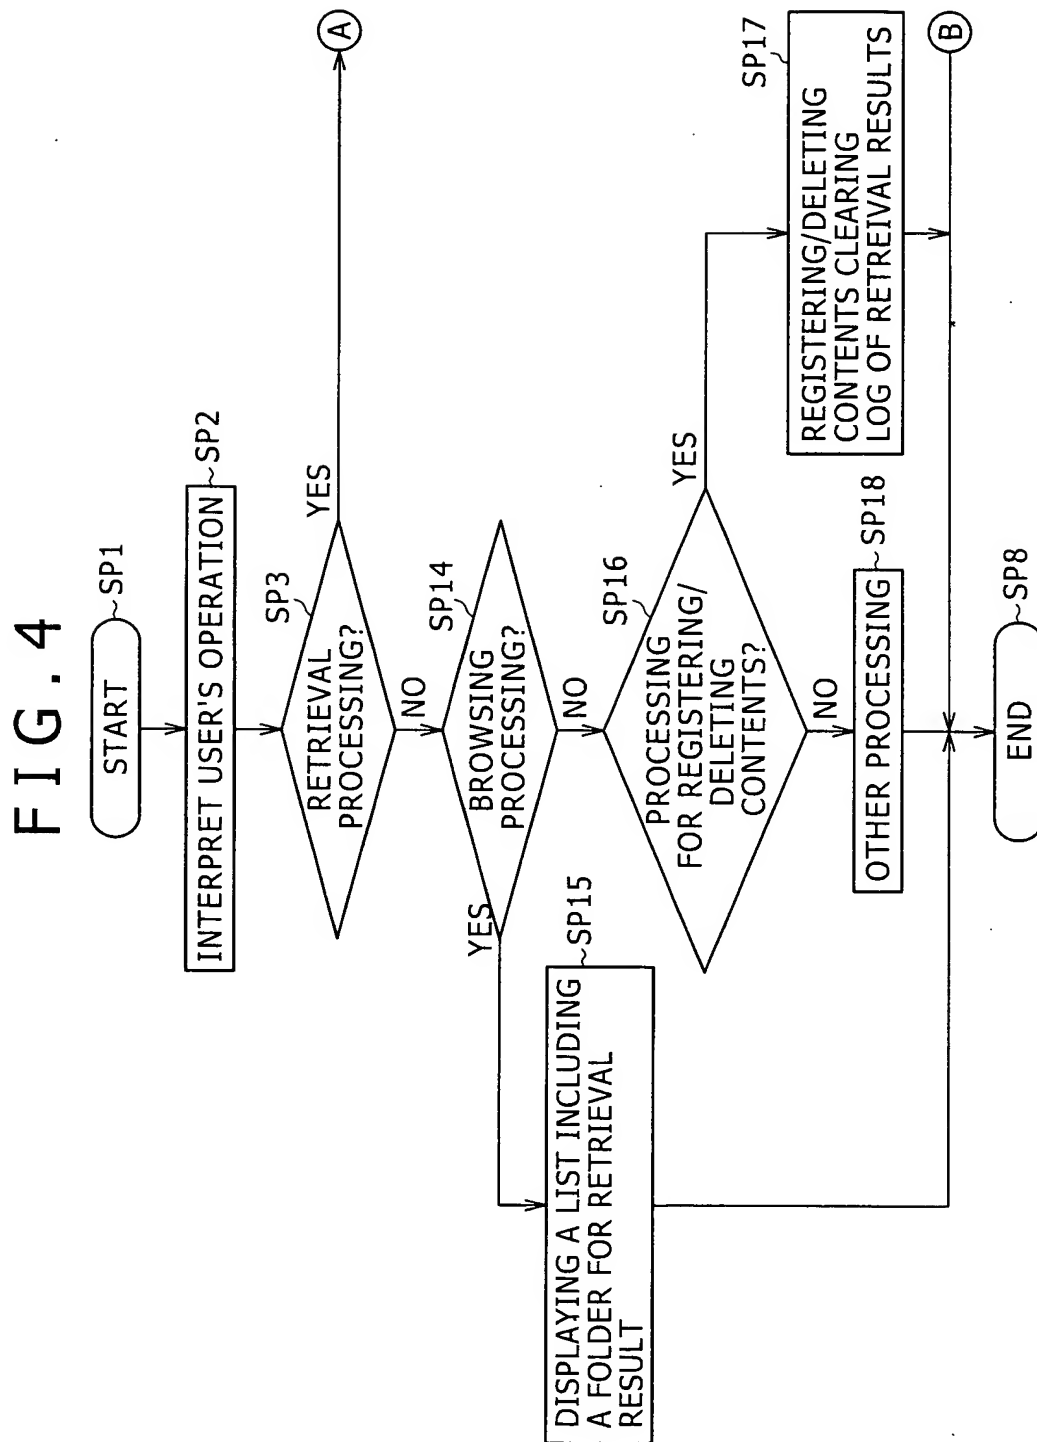 FIG.4
START
SP1
INTERPRET USER'S OPERATION
SP2
SP3
RETRIEVAL
PROCESSING?
YES
A
NO
SP14
BROWSING
PROCESSING?
YES
NO
DISPLAYING A LIST INCLUDING
A FOLDER FOR RETRIEVAL
RESULT
SP15
SP16
PROCESSING
FOR REGISTERING/
DELETING
CONTENTS?
YES
NO
SP17
REGISTERING/DELETING
CONTENTS CLEARING
LOG OF RETREIVAL RESULTS
OTHER PROCESSING
SP18
B
END
SP8